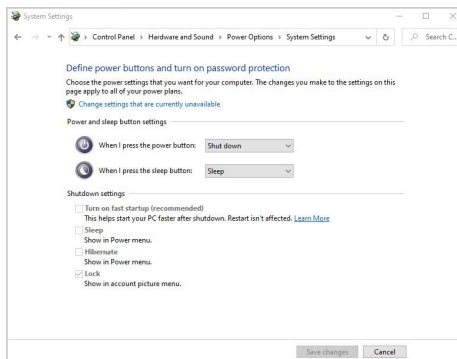 System Settings
Control Panel > Hardware and Sound > Power Options > System Settings
Search C...
Define power buttons and turn on password protection
Choose the power settings that you want for your computer. The changes you make to the settings on this
page apply to all of your power plans.
Change settings that are currently unavailable
Power and sleep button settings
When I press the power button: Shut down
When I press the sleep button: Sleep
Shutdown settings
Turn on fast startup (recommended)
This helps start your PC faster after shutdown. Restart isn't affected. Learn More
Sleep
Show in Power menu.
Hibernate
Show in Power menu.
Lock
Show in account picture menu.
Save changes Cancel